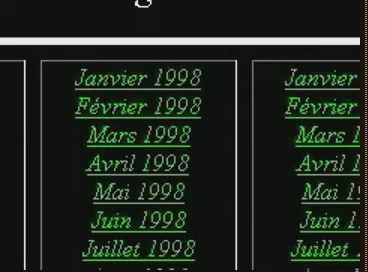 Janvier 1998
Février 1998
Mars 1998
Avril 1998
Mai 1998
Juin 1998
Juillet 1998
Janvier
Février
Mars
Avril
Mai
Juin
Juillet